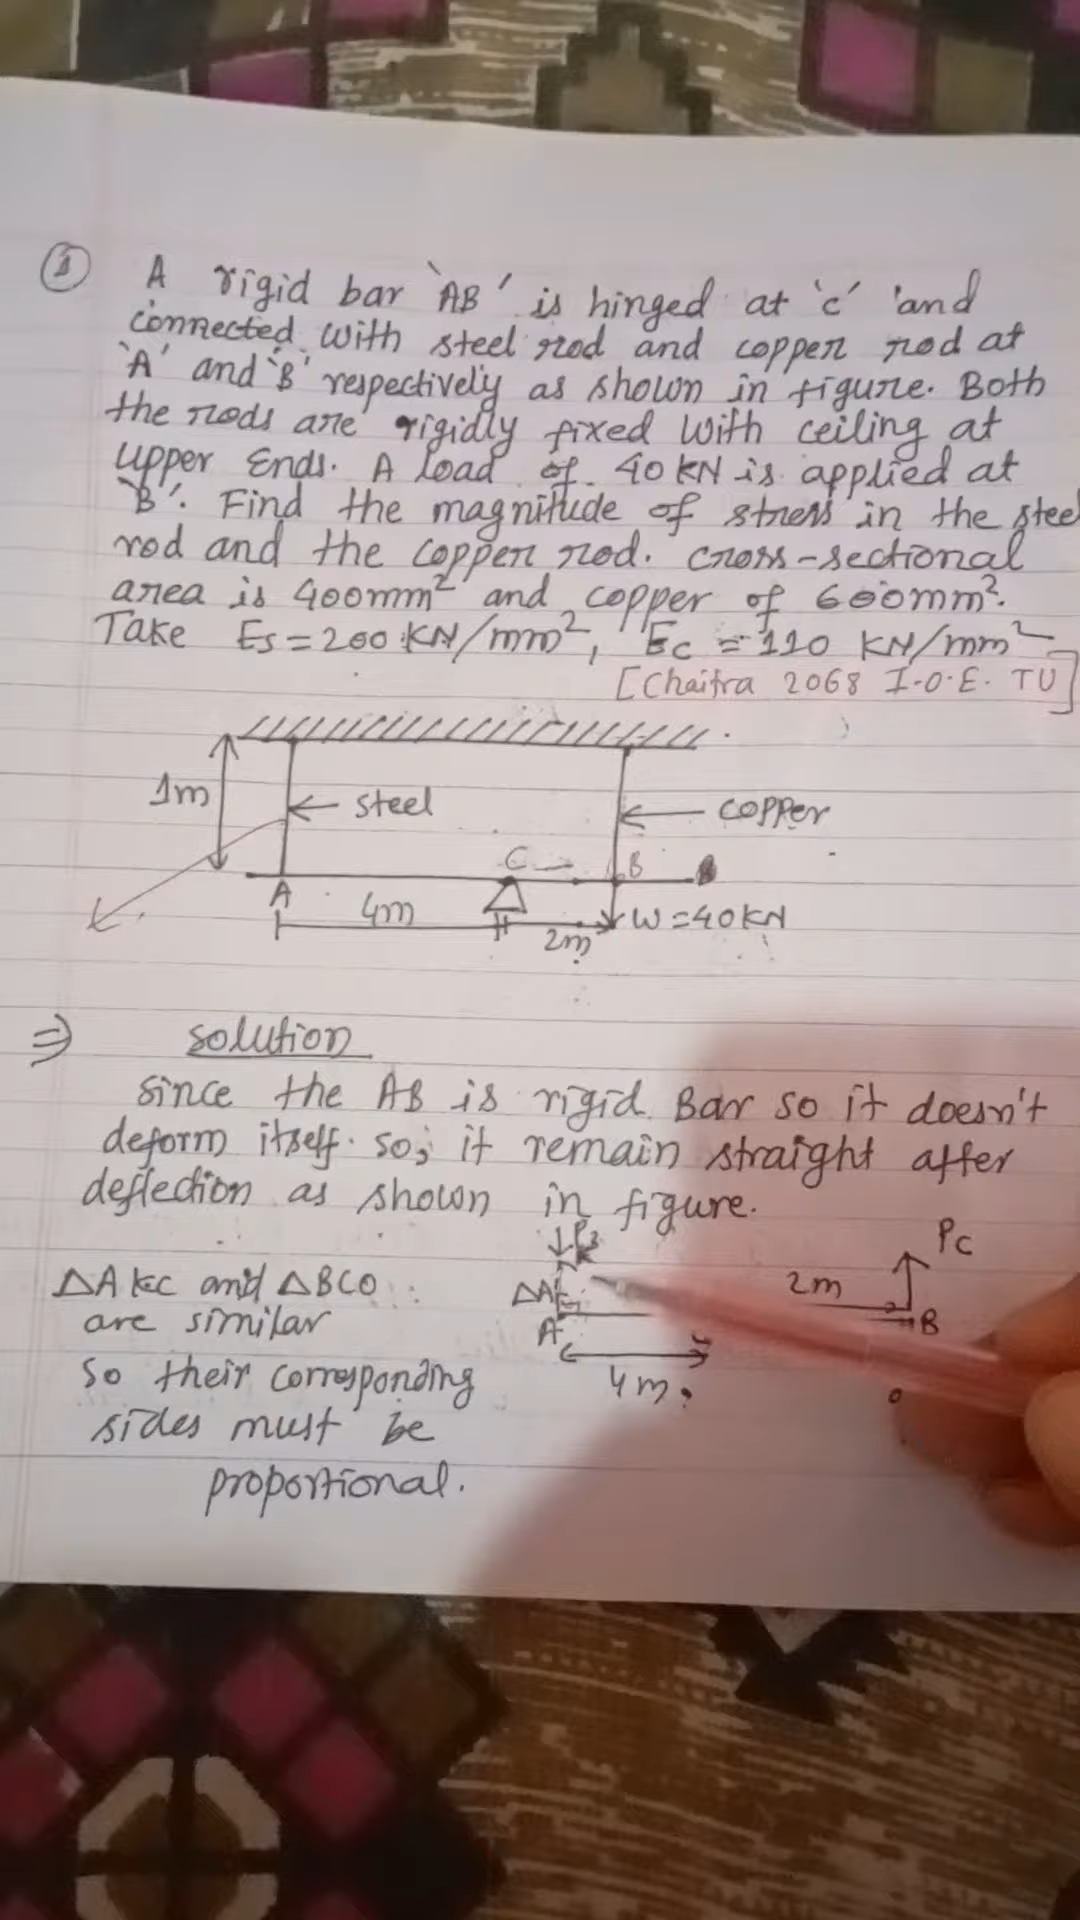 ① A rigid bar `AB' is hinged at 'c' 'and
connected with steel rod and copper rod at
`A' and `B' respectively as shown in figure. Both
the rods are rigidly fixed with ceiling at
upper Ends. A load of 40 KN is applied at
`B'. Find the magnitude of stress in the steel
rod and the copper rod. cross-sectional
area is 400mm² and copper of 600mm².
Take Es = 200 KN/mm², Ec = 110 KN/mm²
[Chaitra 2068 I.O.E. TU]
1m
steel
copper
C
B
A
4m
2m
W = 40KN
⇒ solution
since the AB is rigid Bar so it doesn't
deform itself. so; it remain straight after
deflection as shown in figure.
Pc
2m
B
A
4m
ΔAKC and ΔBCO
are similar
so their corresponding
sides must be
proportional.